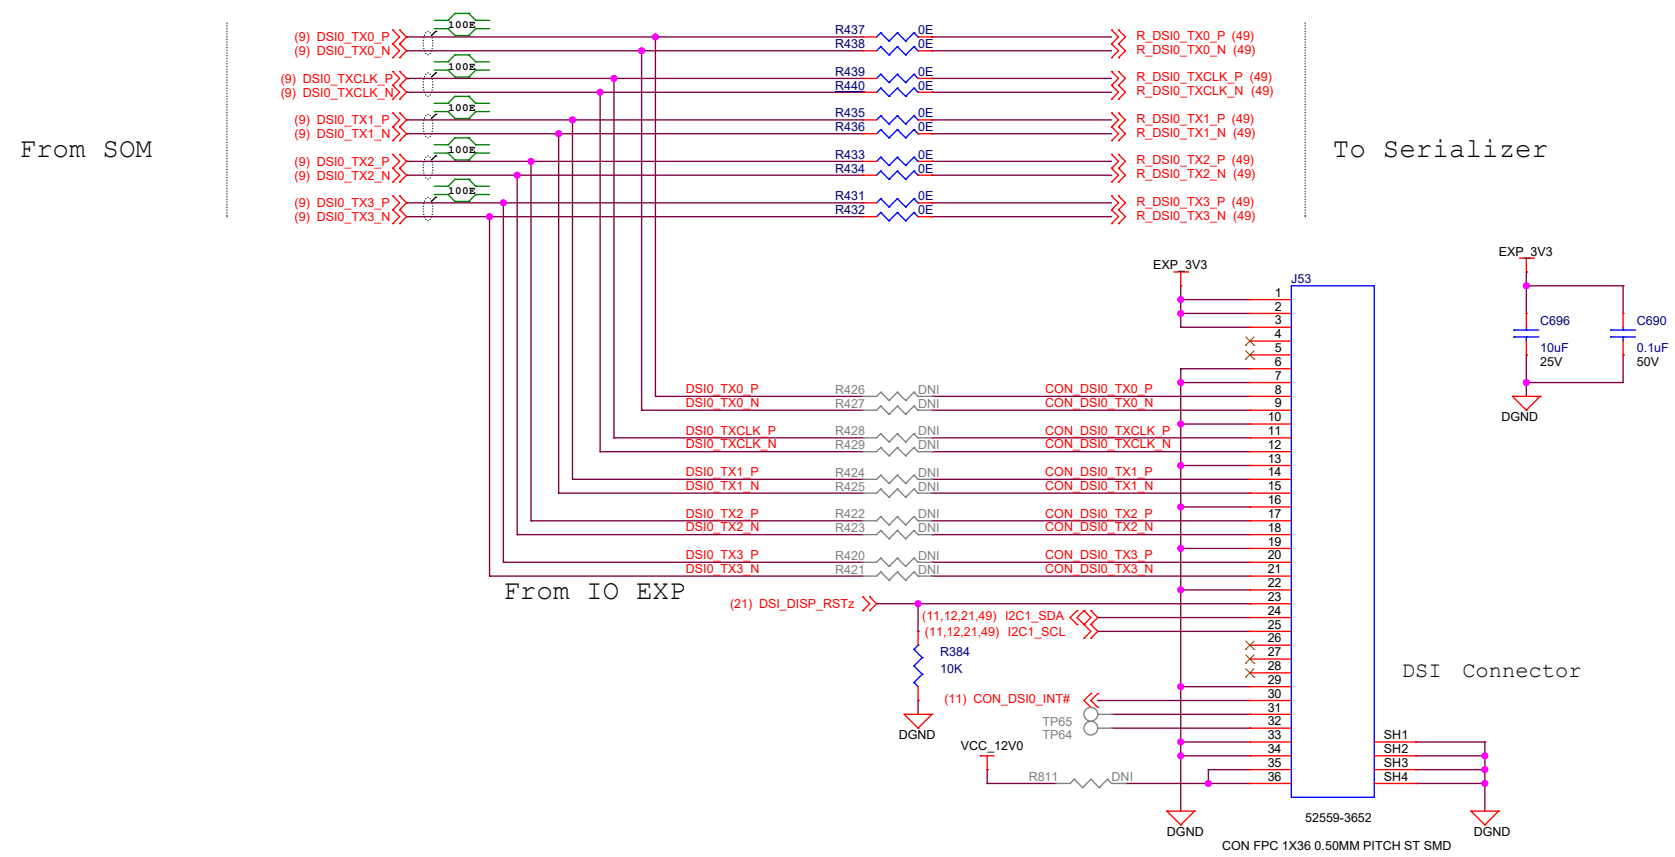 100E
(9) DSI0_TX0_P R437 0E R_DSI0_TX0_P (49)
(9) DSI0_TX0_N R438 0E R_DSI0_TX0_N (49)
100E
(9) DSI0_TXCLK_P R439 0E R_DSI0_TXCLK_P (49)
(9) DSI0_TXCLK_N R440 0E R_DSI0_TXCLK_N (49)
100E
(9) DSI0_TX1_P R435 0E R_DSI0_TX1_P (49)
(9) DSI0_TX1_N R436 0E R_DSI0_TX1_N (49)
From SOM
To Serializer
100E
(9) DSI0_TX2_P R433 0E R_DSI0_TX2_P (49)
(9) DSI0_TX2_N R434 0E R_DSI0_TX2_N (49)
100E
(9) DSI0_TX3_P R431 0E R_DSI0_TX3_P (49)
(9) DSI0_TX3_N R432 0E R_DSI0_TX3_N (49)
EXP_3V3
EXP_3V3
J53
1
2
3
4
5
6
7
C696
10uF
25V
C690
0.1uF
50V
DGND
DSI0_TX0_P R426 DNI CON_DSI0_TX0_P 8
DSI0_TX0_N R427 DNI CON_DSI0_TX0_N 9
10
DSI0_TXCLK_P R428 DNI CON_DSI0_TXCLK_P 11
DSI0_TXCLK_N R429 DNI CON_DSI0_TXCLK_N 12
13
DSI0_TX1_P R424 DNI CON_DSI0_TX1_P 14
DSI0_TX1_N R425 DNI CON_DSI0_TX1_N 15
16
DSI0_TX2_P R422 DNI CON_DSI0_TX2_P 17
DSI0_TX2_N R423 DNI CON_DSI0_TX2_N 18
19
DSI0_TX3_P R420 DNI CON_DSI0_TX3_P 20
DSI0_TX3_N R421 DNI CON_DSI0_TX3_N 21
From IO EXP
22
(21) DSI_DISP_RSTz 23
(11,12,21,49) I2C1_SDA 24
(11,12,21,49) I2C1_SCL 25
26
27
28
29
R384
10K
DGND
DSI Connector
(11) CON_DSI0_INT# 30
31
TP65
32
TP64
33
34
VCC_12V0
35
R811 DNI 36
SH1
SH2
SH3
SH4
DGND
DGND
52559-3652
CON FPC 1X36 0.50MM PITCH ST SMD